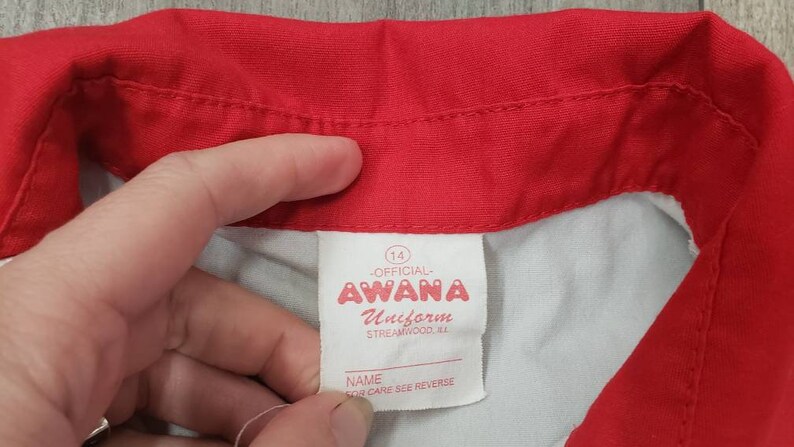 14
-OFFICIAL-
AWANA
Uniform
STREAMWOOD, ILL
NAME
FOR CARE SEE REVERSE